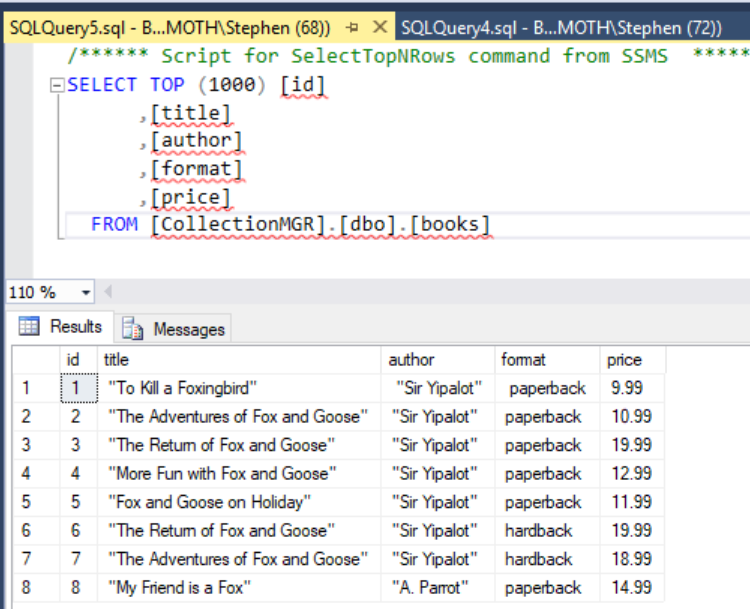 SQLQuery5.sql - B...MOTH\Stephen (68)) SQLQuery4.sql - B...MOTH\Stephen (72))
/****** Script for SelectTopNRows command from SSMS *****
SELECT TOP (1000) [id]
,[title]
,[author]
,[format]
,[price]
FROM [CollectionMGR].[dbo].[books]
110 %
Results Messages
id title author format price
1 1 "To Kill a Foxingbird" "Sir Yipalot" paperback 9.99
2 2 "The Adventures of Fox and Goose" "Sir Yipalot" paperback 10.99
3 3 "The Return of Fox and Goose" "Sir Yipalot" paperback 19.99
4 4 "More Fun with Fox and Goose" "Sir Yipalot" paperback 12.99
5 5 "Fox and Goose on Holiday" "Sir Yipalot" paperback 11.99
6 6 "The Return of Fox and Goose" "Sir Yipalot" hardback 19.99
7 7 "The Adventures of Fox and Goose" "Sir Yipalot" hardback 18.99
8 8 "My Friend is a Fox" "A. Parrot" paperback 14.99